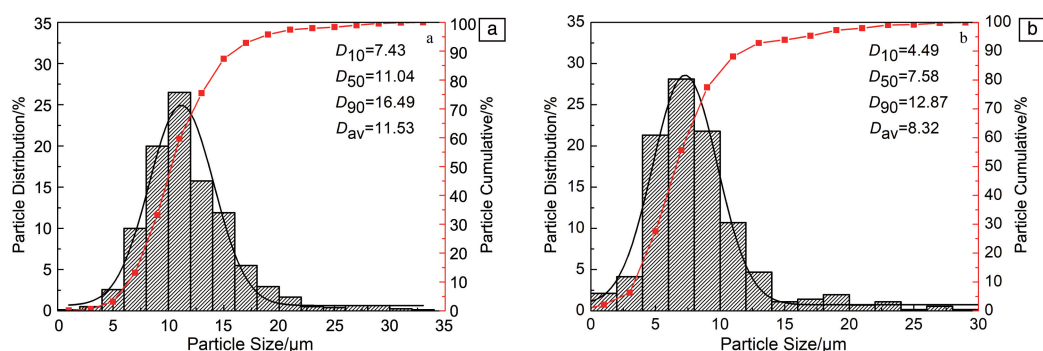 35
30
25
20
15
10
5
0
Particle Distribution/%
0 5 10 15 20 25 30 35
Particle Size/μm
100
90
80
70
60
50
40
30
20
10
0
Particle Cumulative/%
a
a
D10=7.43
D50=11.04
D90=16.49
Dav=11.53
35
30
25
20
15
10
5
0
Particle Distribution/%
0 5 10 15 20 25 30
Particle Size/μm
100
90
80
70
60
50
40
30
20
10
0
Particle Cumulative/%
b
b
D10=4.49
D50=7.58
D90=12.87
Dav=8.32